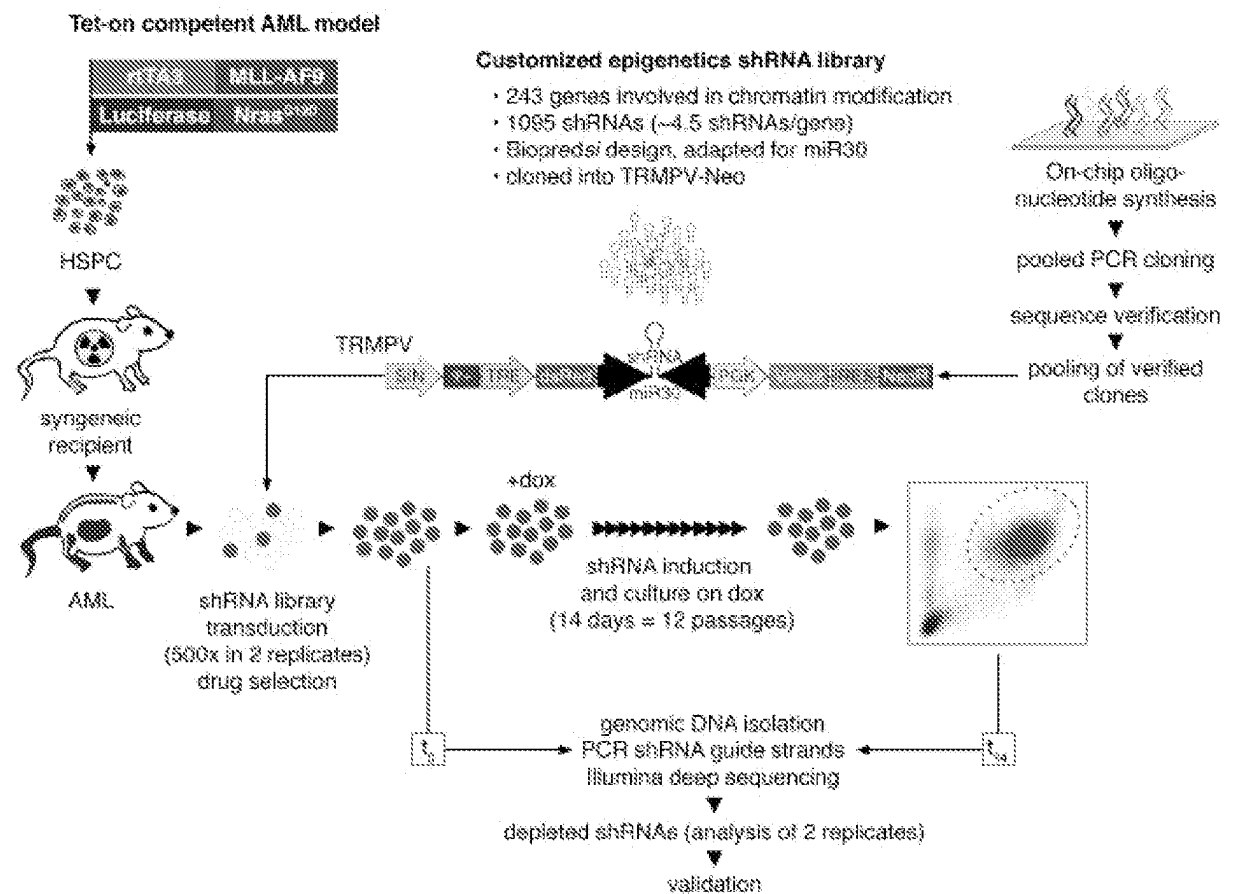 Tet-on competent AML model
rtTA3 MLL-AF9
Luciferase Nras
HSPC
syngeneic
recipient
AML
Customized epigenetics shRNA library
• 243 genes involved in chromatin modification
• 1095 shRNAs (~4.5 shRNAs/gene)
• Biopredsi design, adapted for miR30
• cloned into TRMPV-Neo
On-chip oligo-
nucleotide synthesis
pooled PCR cloning
sequence verification
pooling of verified
clones
TRMPV
TRE
shRNA
miR30
PGK
shRNA library
transduction
(500x in 2 replicates)
drug selection
+dox
shRNA induction
and culture on dox
(14 days = 12 passages)
genomic DNA isolation
PCR shRNA guide strands
Illumina deep sequencing
depleted shRNAs (analysis of 2 replicates)
validation